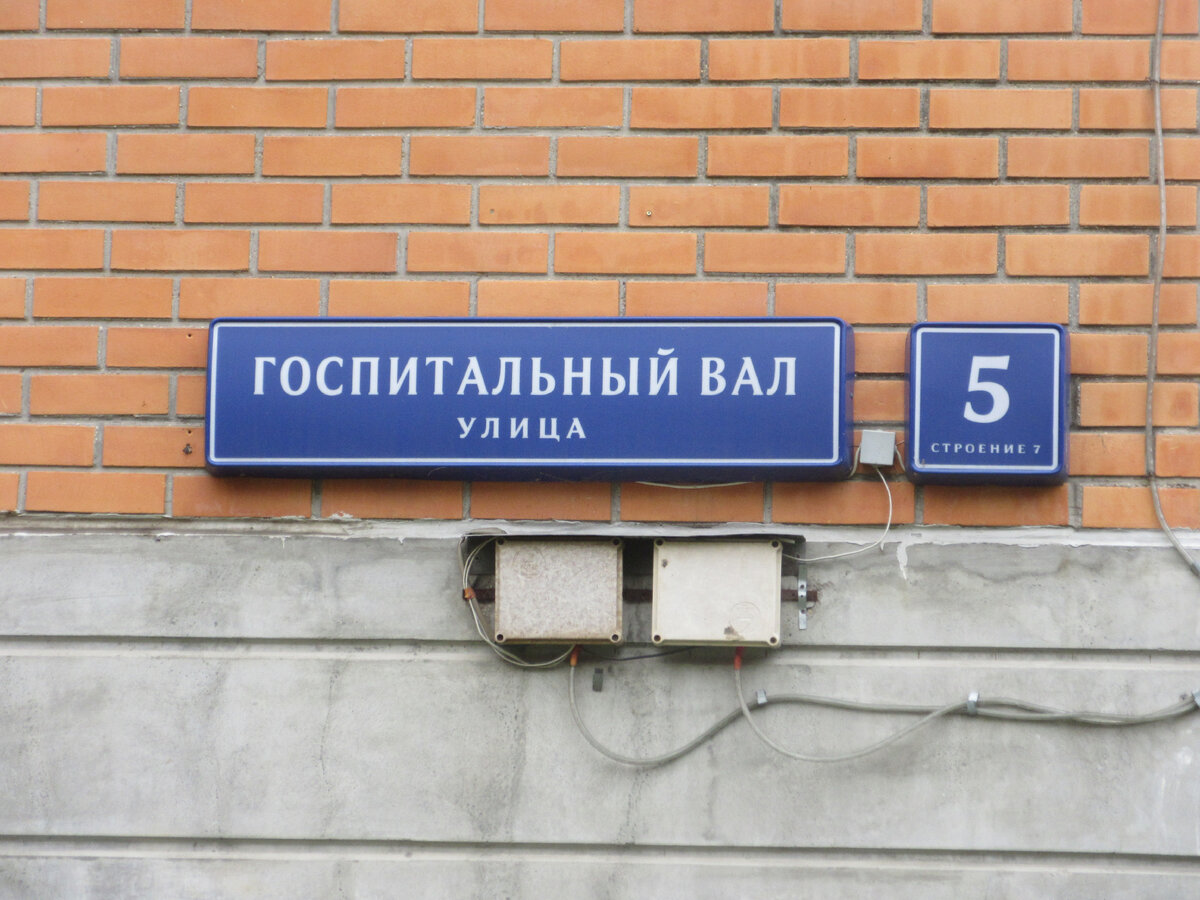 ГОСПИТАЛЬНЫЙ ВАЛ
УЛИЦА
5
СТРОЕНИЕ 7